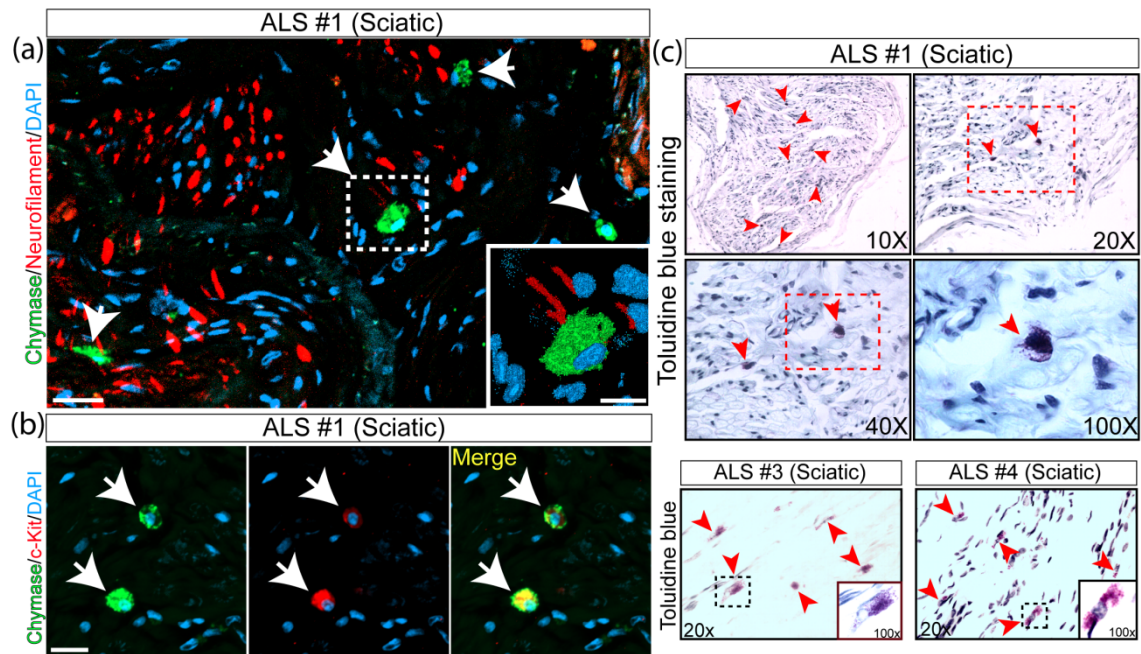 ALS #1 (Sciatic)
(a)
Chymase/Neurofilament/DAPI
(b)
ALS #1 (Sciatic)
Chymase/c-Kit/DAPI
Merge
(c)
ALS #1 (Sciatic)
Toluidine blue staining
10X
20X
40X
100X
ALS #3 (Sciatic)
ALS #4 (Sciatic)
Toluidine blue
20x
100x
20x
100x